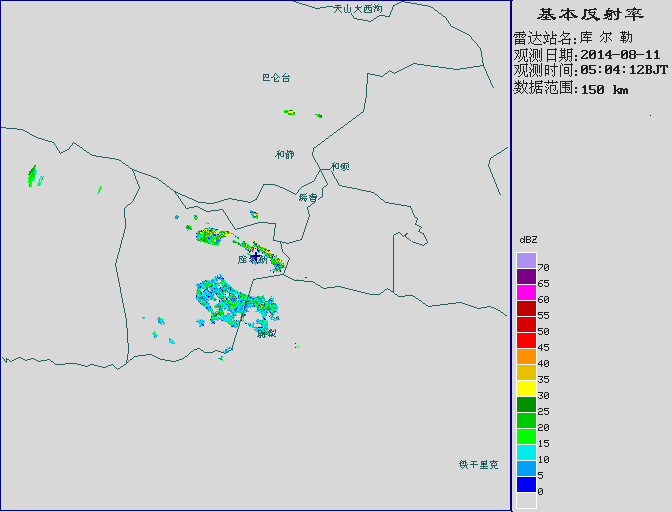 基本反射率
雷达站名:库 尔 勒
观测日期:2014-08-11
观测时间:05:04:12BJT
数据范围:150 km
天山大西沟
巴仑台
和静
和硕
焉耆
库尔勒
尉犁
铁干里克
dBZ
70
65
60
55
50
45
40
35
30
25
20
15
10
5
0